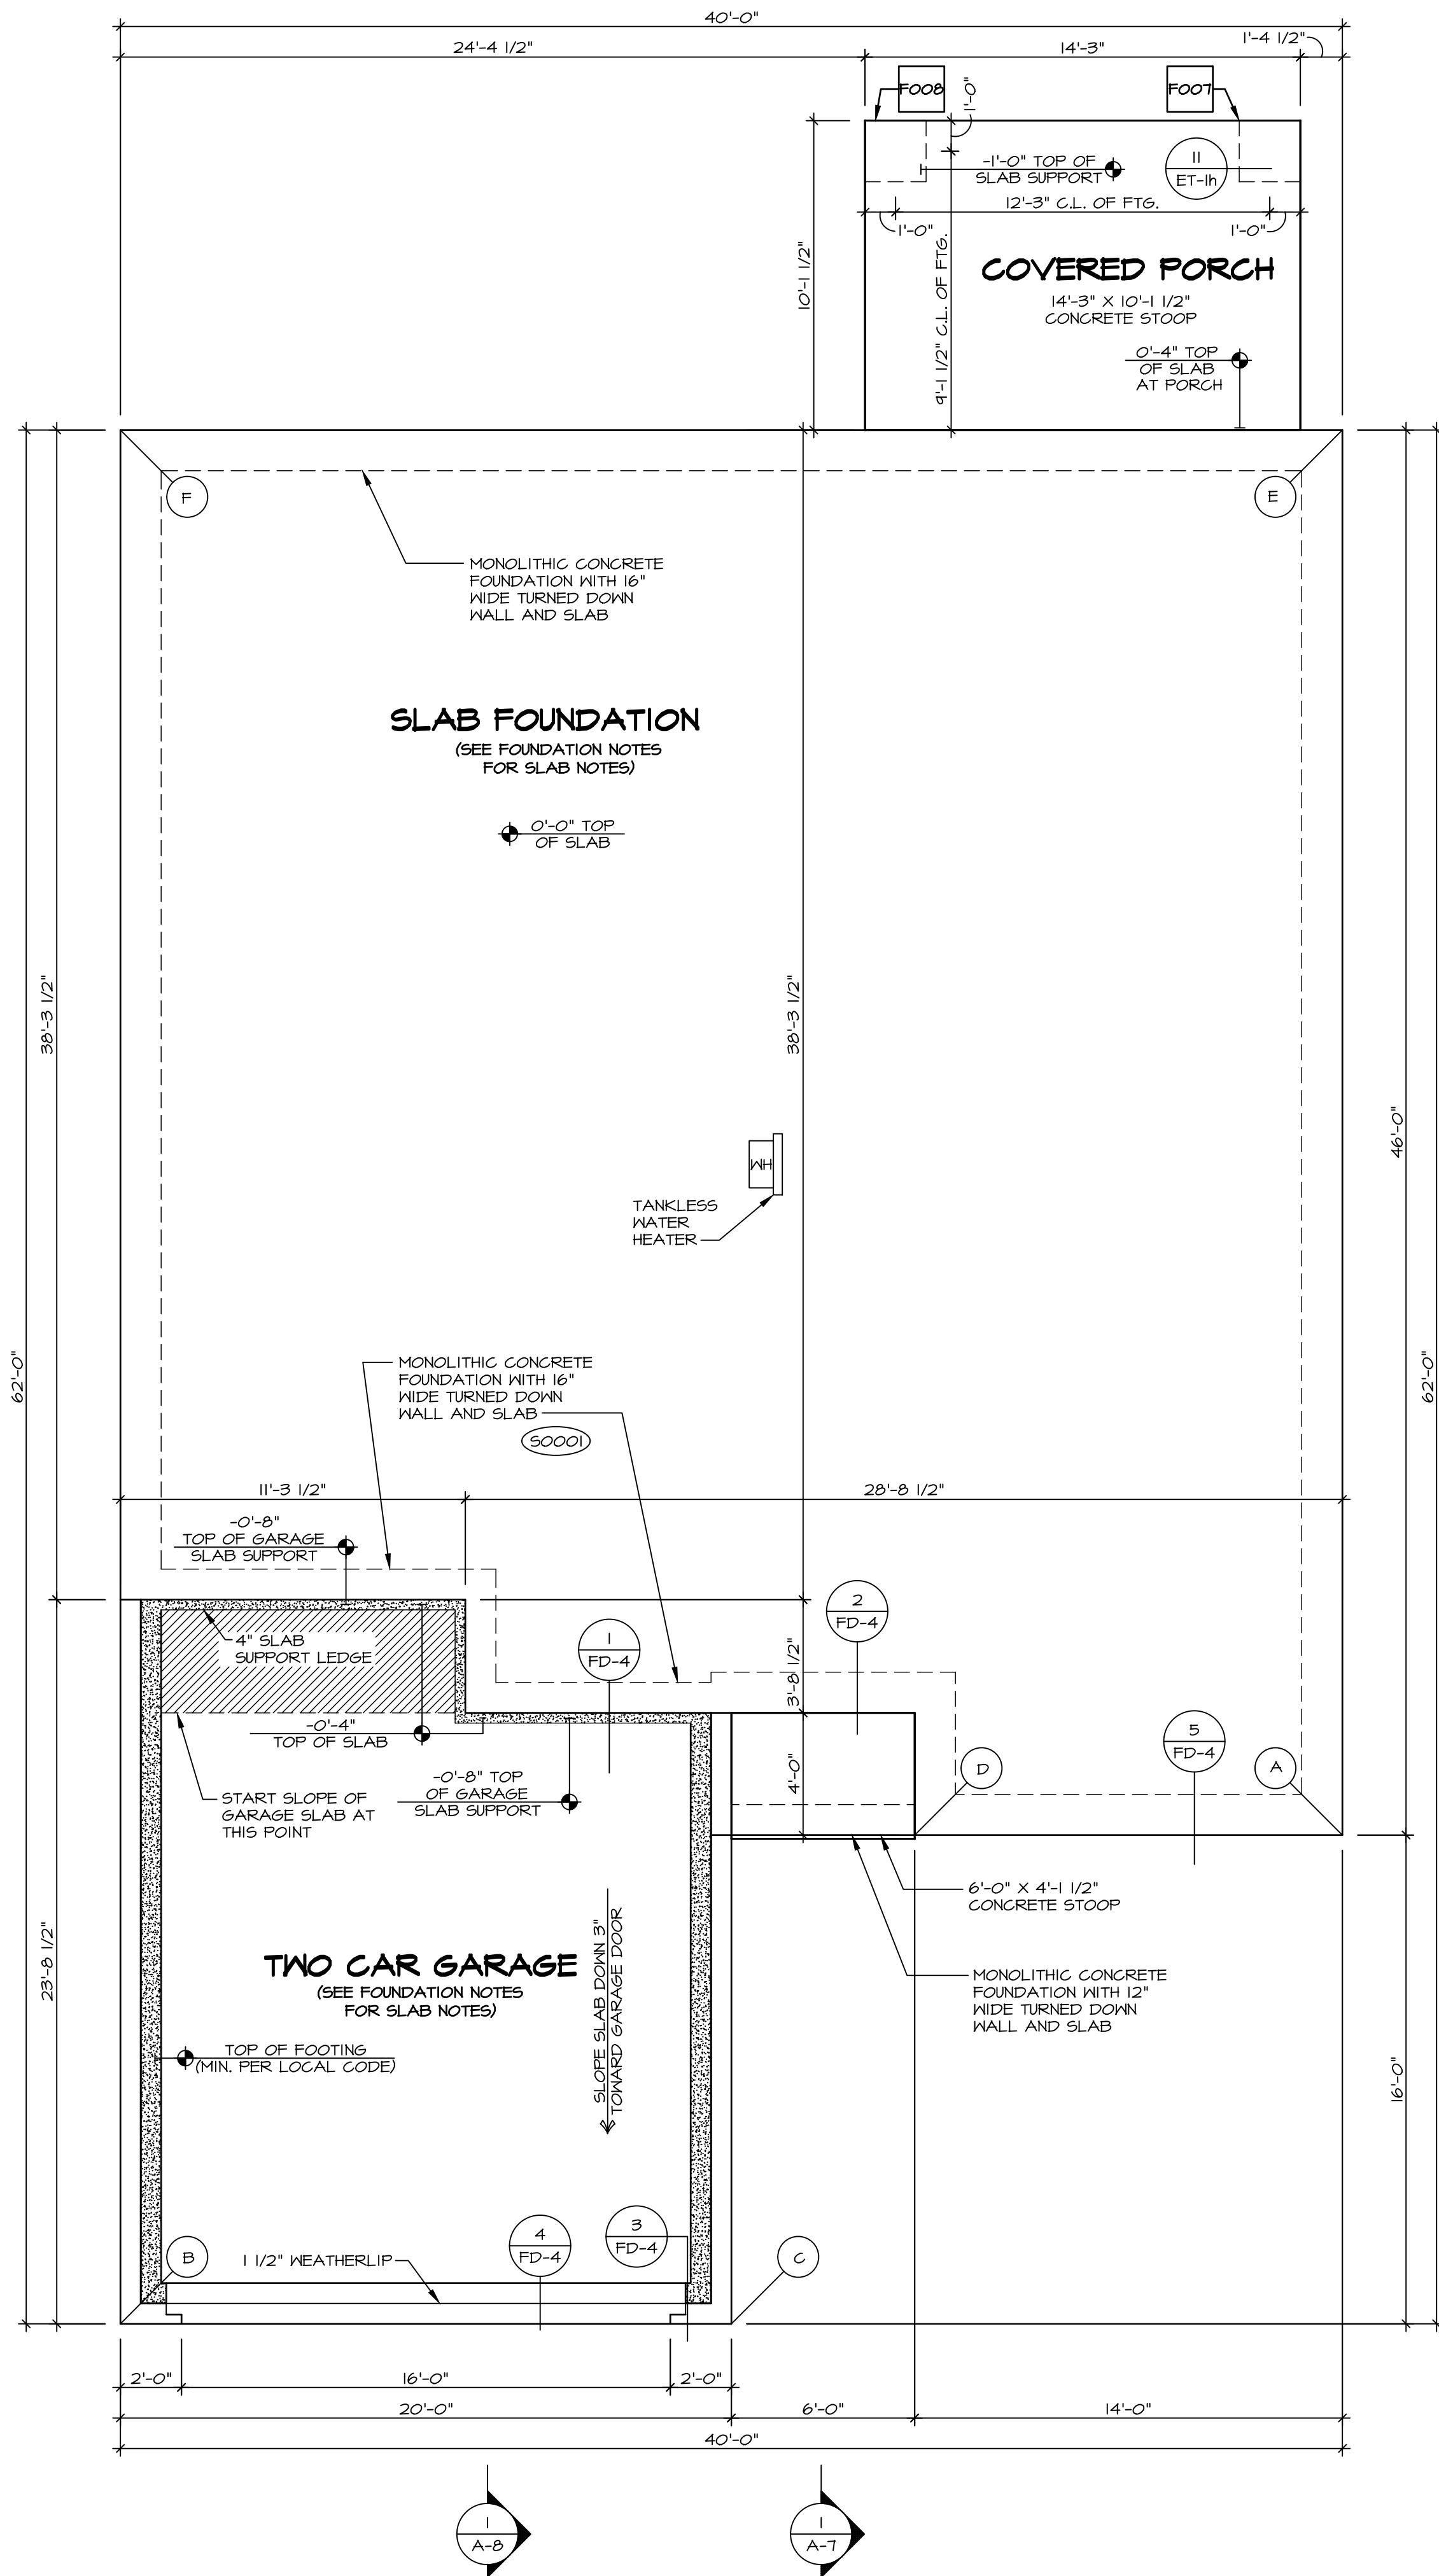 40'-0"
24'-4 1/2"
14'-3"
1'-4 1/2"
F008
1'-0"
F007
-1'-0" TOP OF
SLAB SUPPORT
11
ET-1h
12'-3" C.L. OF FTG.
1'-0"
1'-0"
10'-1 1/2"
9'-1 1/2" C.L. OF FTG.
COVERED PORCH
14'-3" X 10'-1 1/2"
CONCRETE STOOP
0'-4" TOP
OF SLAB
AT PORCH
F
E
MONOLITHIC CONCRETE
FOUNDATION WITH 16"
WIDE TURNED DOWN
WALL AND SLAB
SLAB FOUNDATION
(SEE FOUNDATION NOTES
FOR SLAB NOTES)
0'-0" TOP
OF SLAB
38'-3 1/2"
38'-3 1/2"
46'-0"
WH
TANKLESS
WATER
HEATER
62'-0"
62'-0"
MONOLITHIC CONCRETE
FOUNDATION WITH 16"
WIDE TURNED DOWN
WALL AND SLAB
S0001
11'-3 1/2"
28'-8 1/2"
-0'-8"
TOP OF GARAGE
SLAB SUPPORT
4" SLAB
SUPPORT LEDGE
1
FD-4
2
FD-4
3'-8 1/2"
-0'-4"
TOP OF SLAB
5
FD-4
D
A
4'-0"
START SLOPE OF
GARAGE SLAB AT
THIS POINT
-0'-8" TOP
OF GARAGE
SLAB SUPPORT
6'-0" X 4'-1 1/2"
CONCRETE STOOP
23'-8 1/2"
TWO CAR GARAGE
(SEE FOUNDATION NOTES
FOR SLAB NOTES)
SLOPE SLAB DOWN 3"
TOWARD GARAGE DOOR
MONOLITHIC CONCRETE
FOUNDATION WITH 12"
WIDE TURNED DOWN
WALL AND SLAB
TOP OF FOOTING
(MIN. PER LOCAL CODE)
16'-0"
B
1 1/2" WEATHERLIP
4
FD-4
3
FD-4
C
2'-0"
16'-0"
2'-0"
20'-0"
6'-0"
14'-0"
40'-0"
1
A-8
1
A-7